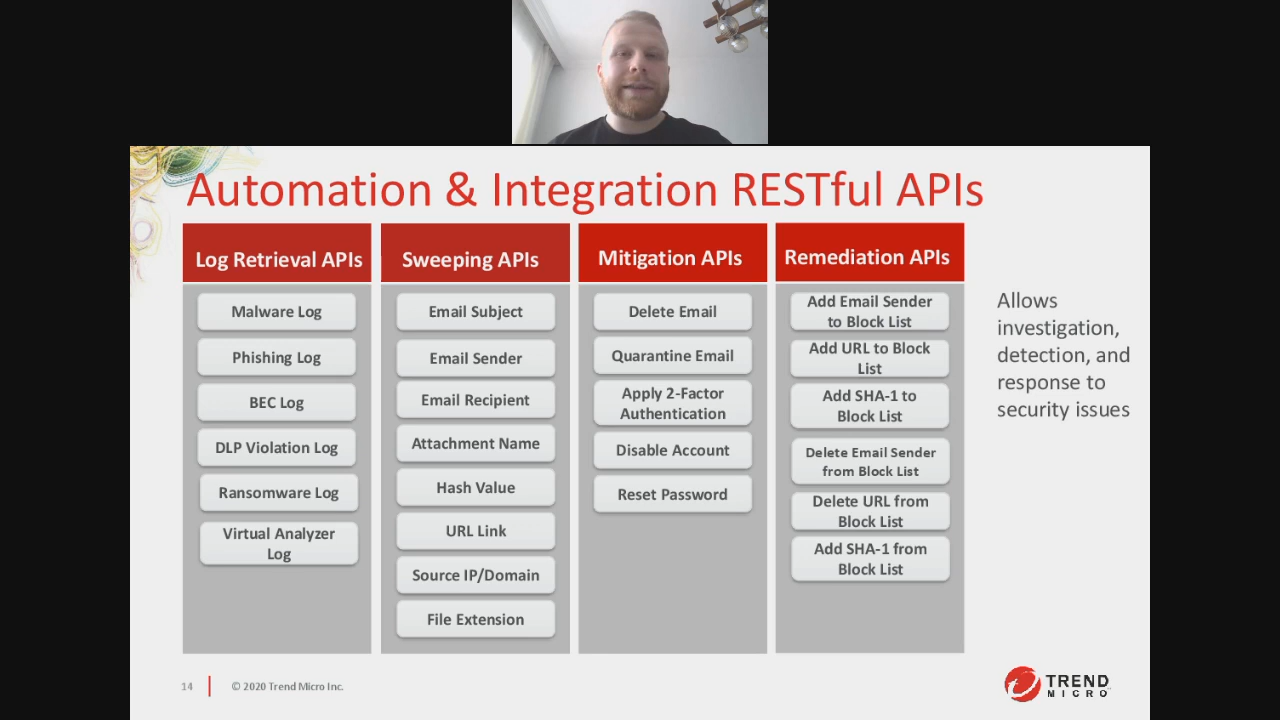 Automation & Integration RESTful APIs
Log Retrieval APIs
Malware Log
Phishing Log
BEC Log
DLP Violation Log
Ransomware Log
Virtual Analyzer
Log
Sweeping APIs
Email Subject
Email Sender
Email Recipient
Attachment Name
Hash Value
URL Link
Source IP/Domain
File Extension
Mitigation APIs
Delete Email
Quarantine Email
Apply 2-Factor
Authentication
Disable Account
Reset Password
Remediation APIs
Add Email Sender
to Block List
Add URL to Block
List
Add SHA-1 to
Block List
Delete Email Sender
from Block List
Delete URL from
Block List
Add SHA-1 from
Block List
Allows
investigation,
detection, and
response to
security issues
14
© 2020 Trend Micro Inc.
TREND
MICRO